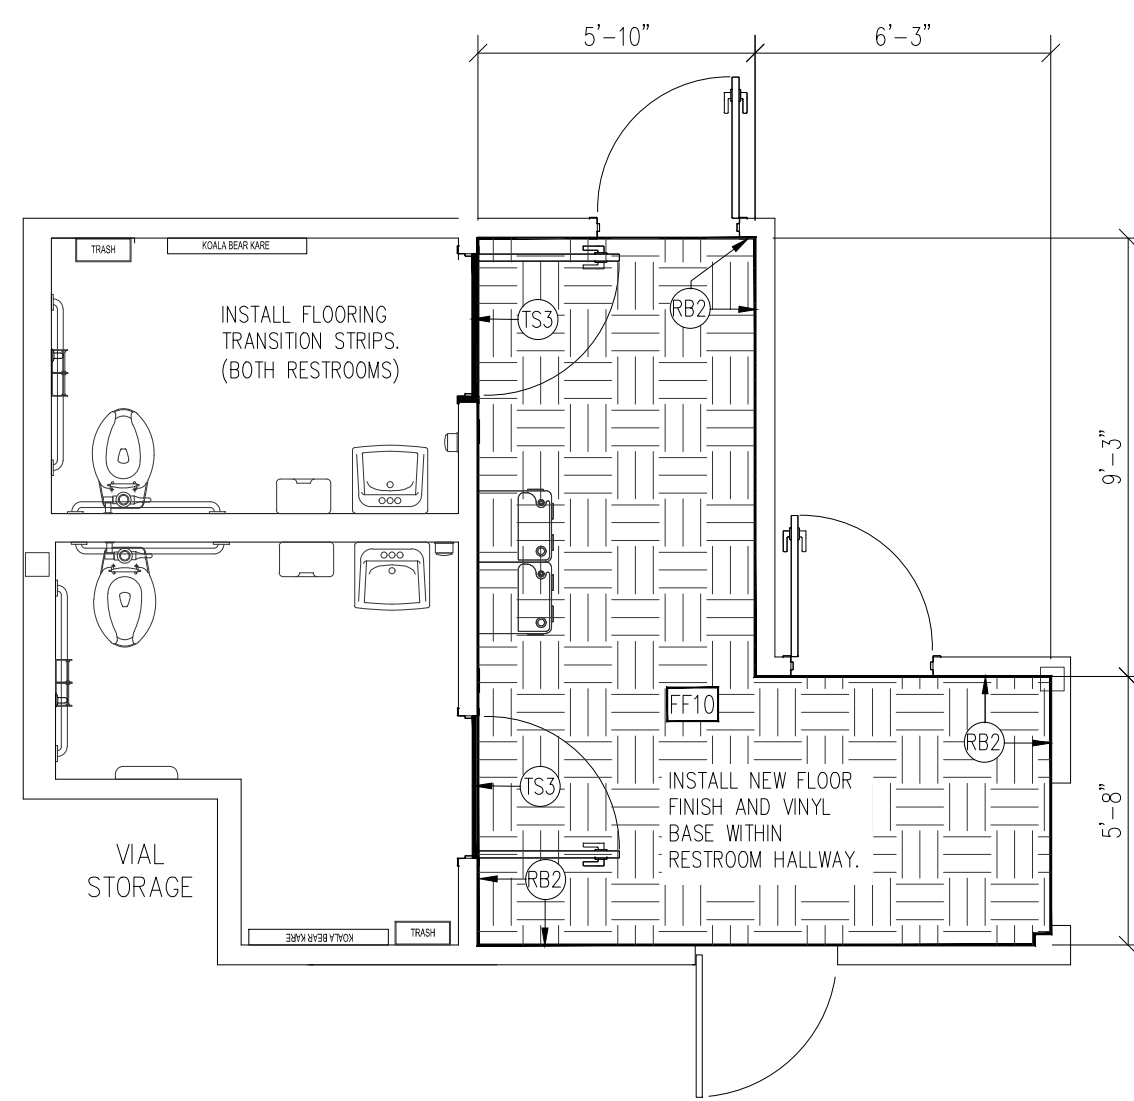 5'-10"
6'-3"
TRASH
KOALA BEAR KARE
INSTALL FLOORING
TRANSITION STRIPS.
(BOTH RESTROOMS)
TS3
RB2
9'-3"
FF10
RB2
TS3
INSTALL NEW FLOOR
FINISH AND VINYL
BASE WITHIN
RESTROOM HALLWAY.
5'-8"
VIAL
STORAGE
RB2
KOALA BEAR KARE
TRASH